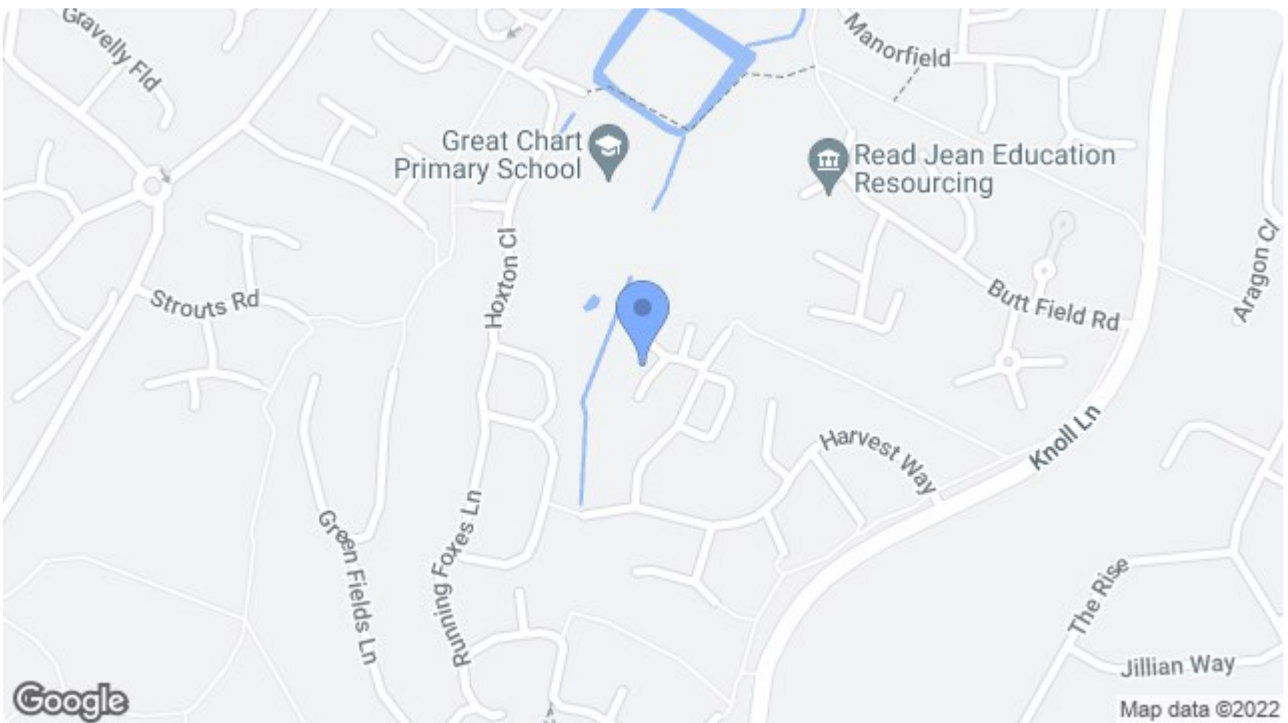 Gravelly Fld
Manorfield
Great Chart
Primary School
Read Jean Education
Resourcing
Aragon Cl
Hoxton Cl
Strouts Rd
Butt Field Rd
Knoll Ln
Harvest Way
Green Fields Ln
Running Foxes Ln
The Rise
Jillian Way
Google
Map data ©2022